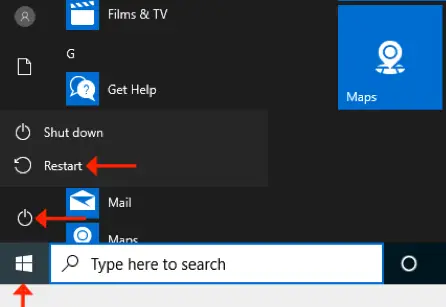 Films & TV
G
Get Help
Maps
Shut down
Restart
Mail
Maps
Type here to search